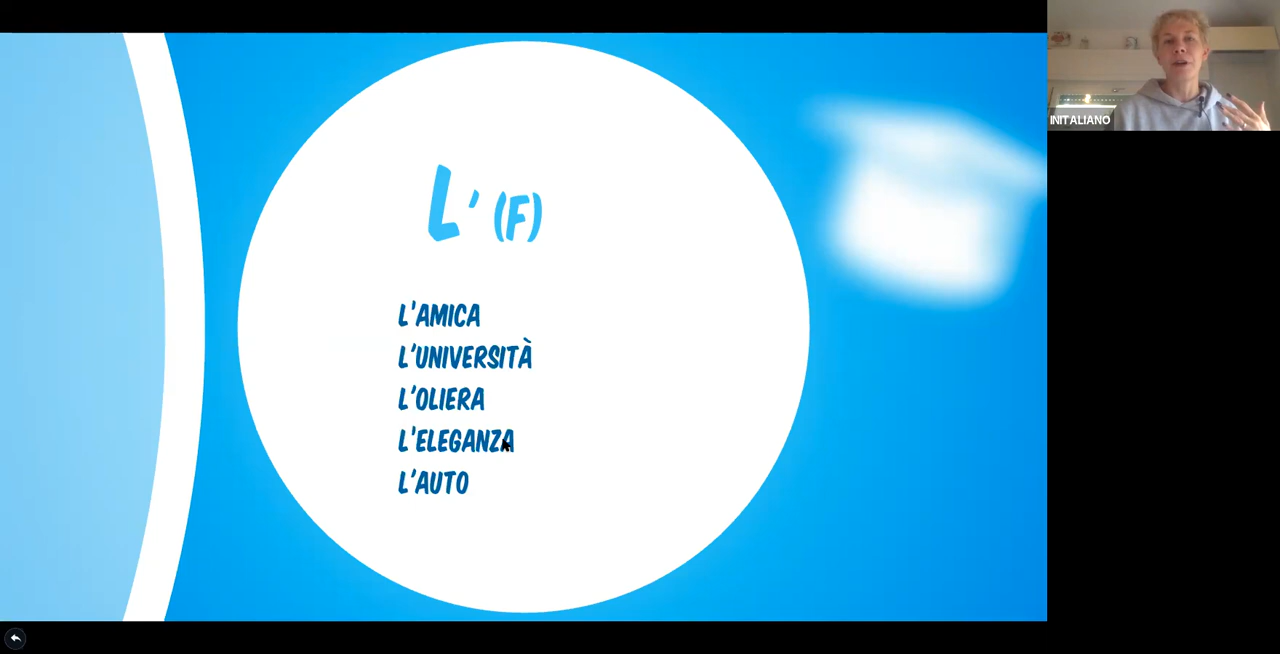 L' (F)
L'AMICA
L'UNIVERSITÀ
L'OLIERA
L'ELEGANZA
L'AUTO
INITALIANO